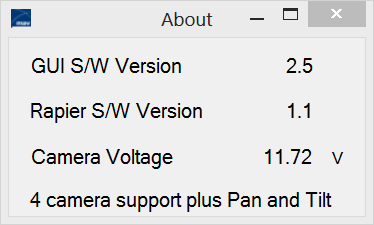 About
GUI S/W Version 2.5
Rapier S/W Version 1.1
Camera Voltage 11.72 V
4 camera support plus Pan and Tilt